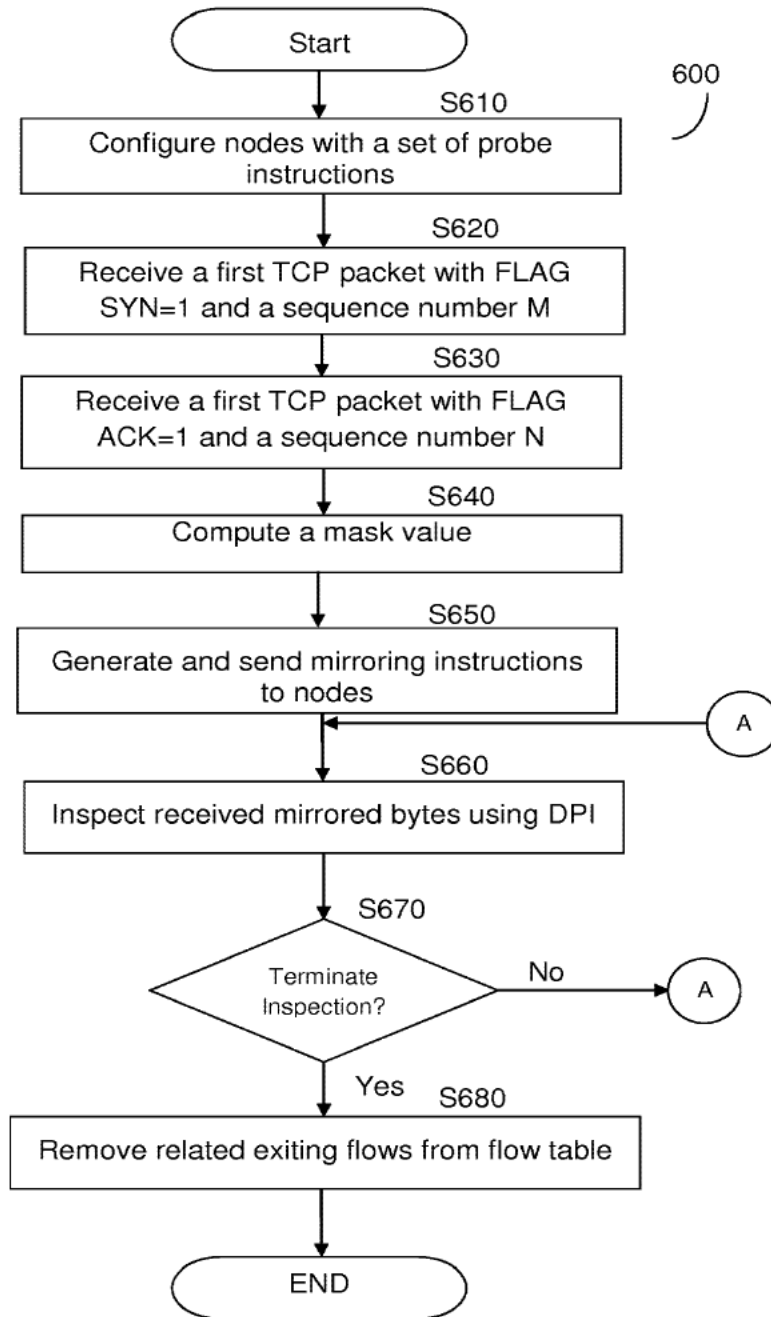 Start
600
S610
Configure nodes with a set of probe
instructions
S620
Receive a first TCP packet with FLAG
SYN=1 and a sequence number M
S630
Receive a first TCP packet with FLAG
ACK=1 and a sequence number N
S640
Compute a mask value
S650
Generate and send mirroring instructions
to nodes
A
S660
Inspect received mirrored bytes using DPI
S670
Terminate
Inspection?
No
A
Yes
S680
Remove related exiting flows from flow table
END